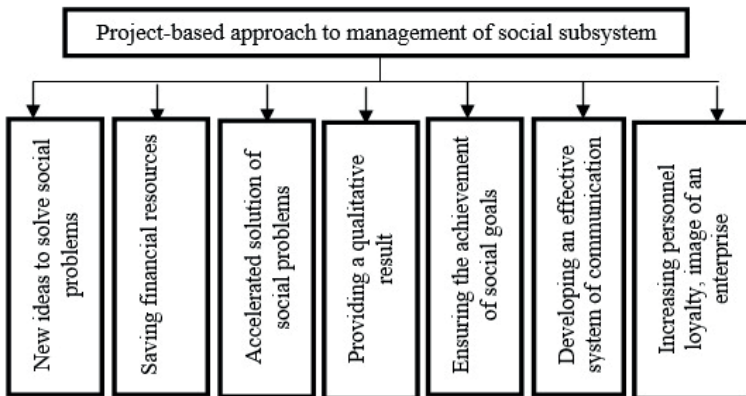 Project-based approach to management of social subsystem
New ideas to solve social
problems
Saving financial resources
Accelerated solution of
social problems
Providing a qualitative
result
Ensuring the achievement
of social goals
Developing an effective
system of communication
Increasing personnel
loyalty, image of an
enterprise